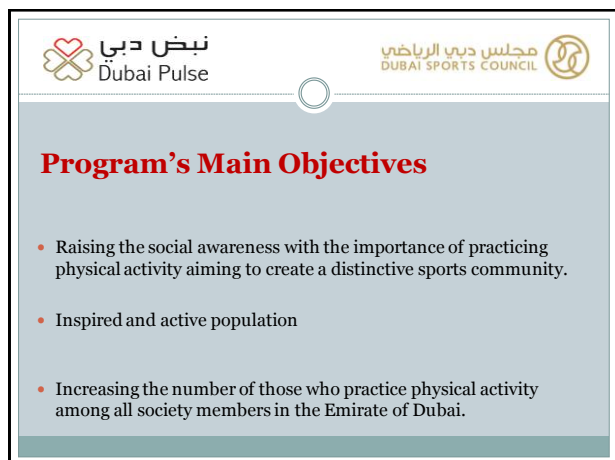 نبض دبي
Dubai Pulse
مجلس دبي الرياضي
DUBAI SPORTS COUNCIL
Program’s Main Objectives
• Raising the social awareness with the importance of practicing
physical activity aiming to create a distinctive sports community.
• Inspired and active population
• Increasing the number of those who practice physical activity
among all society members in the Emirate of Dubai.